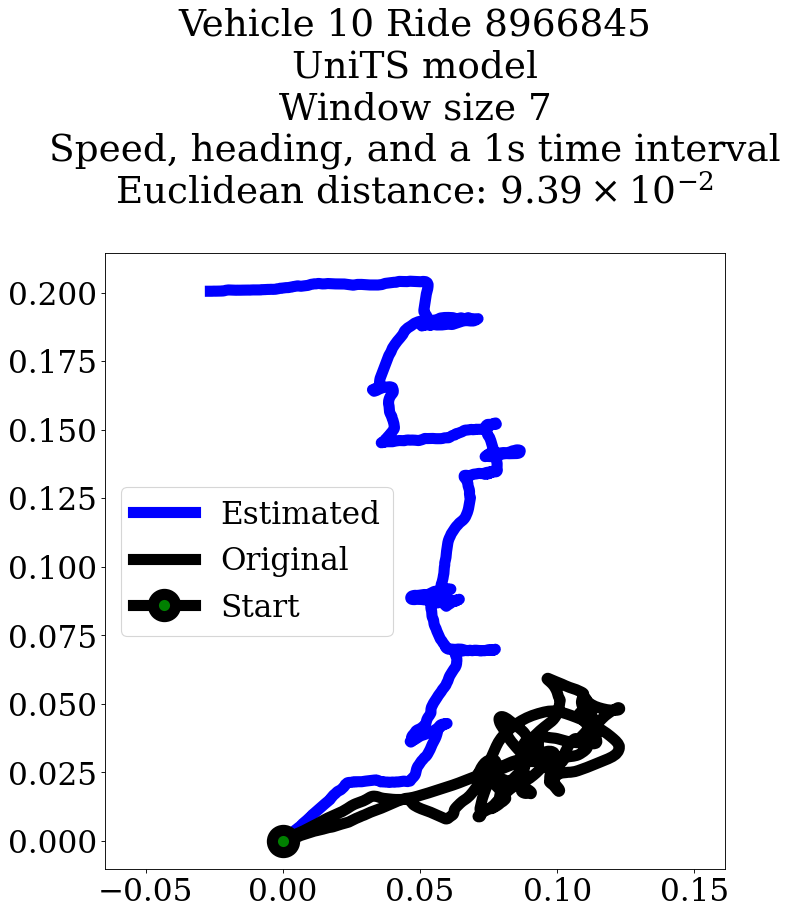 Vehicle 10 Ride 8966845
UniTS model
Window size 7
Speed, heading, and a 1s time interval
Euclidean distance: 9.39 × 10⁻²
0.200
0.175
0.150
0.125
0.100
0.075
0.050
0.025
0.000
Estimated
Original
Start
−0.05 0.00 0.05 0.10 0.15